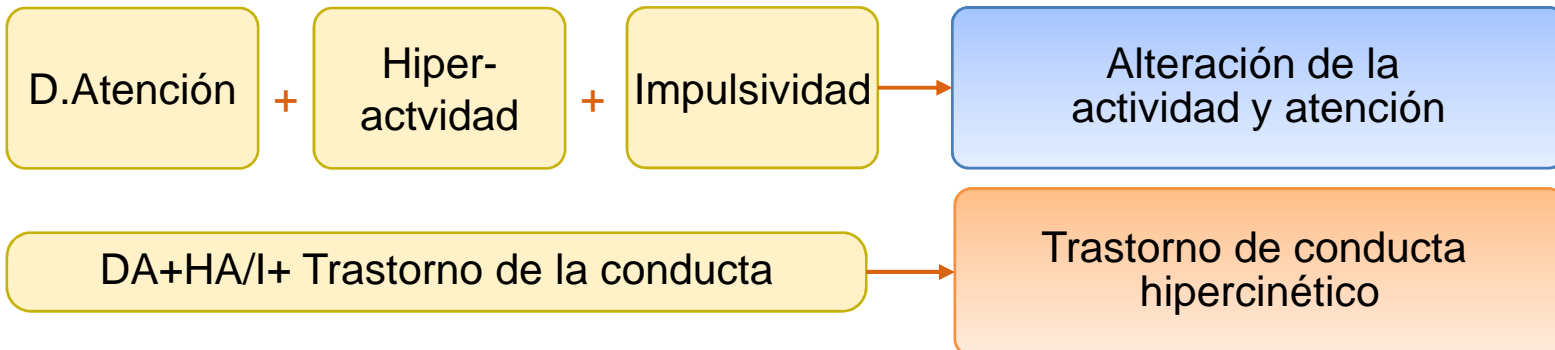 D.Atención
+
Hiper-
actvidad
+
Impulsividad
Alteración de la
actividad y atención
DA+HA/I+ Trastorno de la conducta
Trastorno de conducta
hipercinético